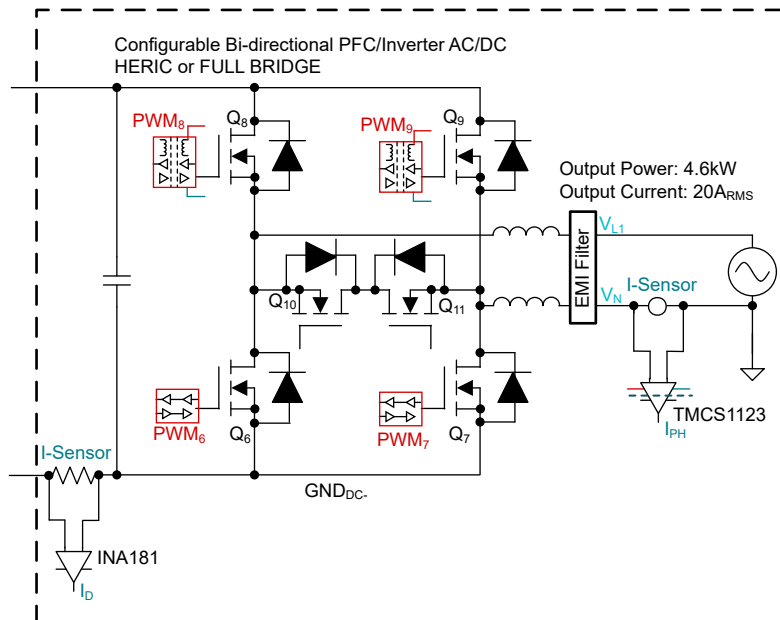 Configurable Bi-directional PFC/Inverter AC/DC
HERIC or FULL BRIDGE
Q8
Q9
PWM8
PWM9
Output Power: 4.6kW
Output Current: 20ARMS
VL1
EMI Filter
VN
I-Sensor
Q10
Q11
TMCS1123
IPH
PWM6
Q6
PWM7
Q7
I-Sensor
GNDDC-
INA181
ID